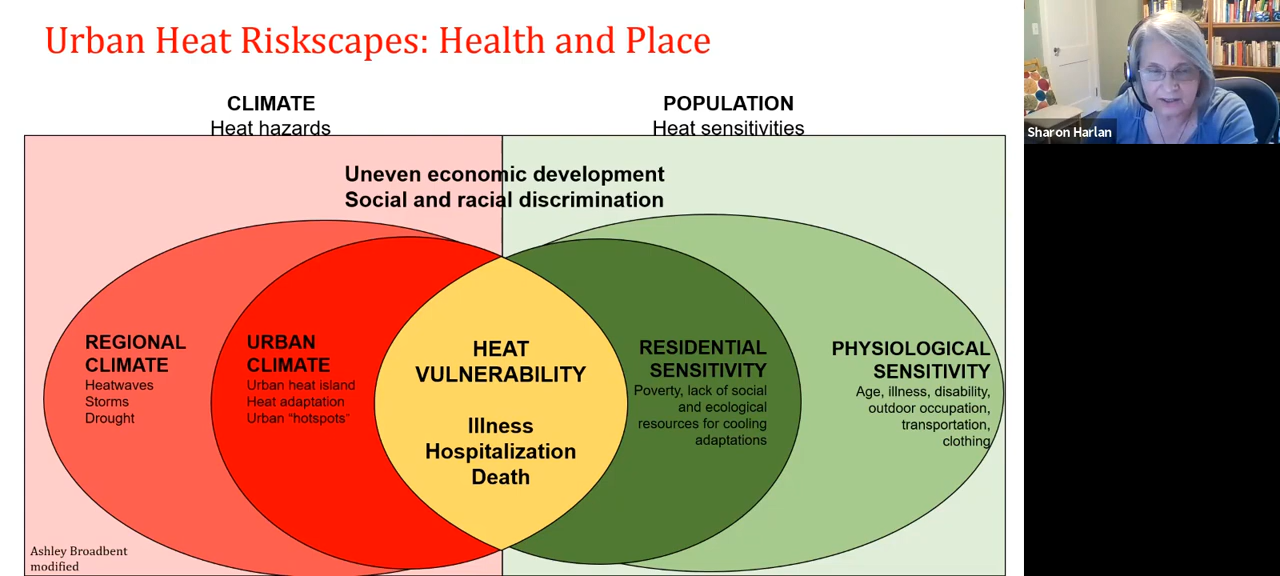 Urban Heat Riskscapes: Health and Place
CLIMATE
Heat hazards
POPULATION
Heat sensitivities
Uneven economic development
Social and racial discrimination
REGIONAL
CLIMATE
Heatwaves
Storms
Drought
URBAN
CLIMATE
Urban heat island
Heat adaptation
Urban "hotspots"
HEAT
VULNERABILITY
Illness
Hospitalization
Death
RESIDENTIAL
SENSITIVITY
Poverty, lack of social
and ecological
resources for cooling
adaptations
PHYSIOLOGICAL
SENSITIVITY
Age, illness, disability,
outdoor occupation,
transportation,
clothing
Ashley Broadbent
modified
Sharon Harlan